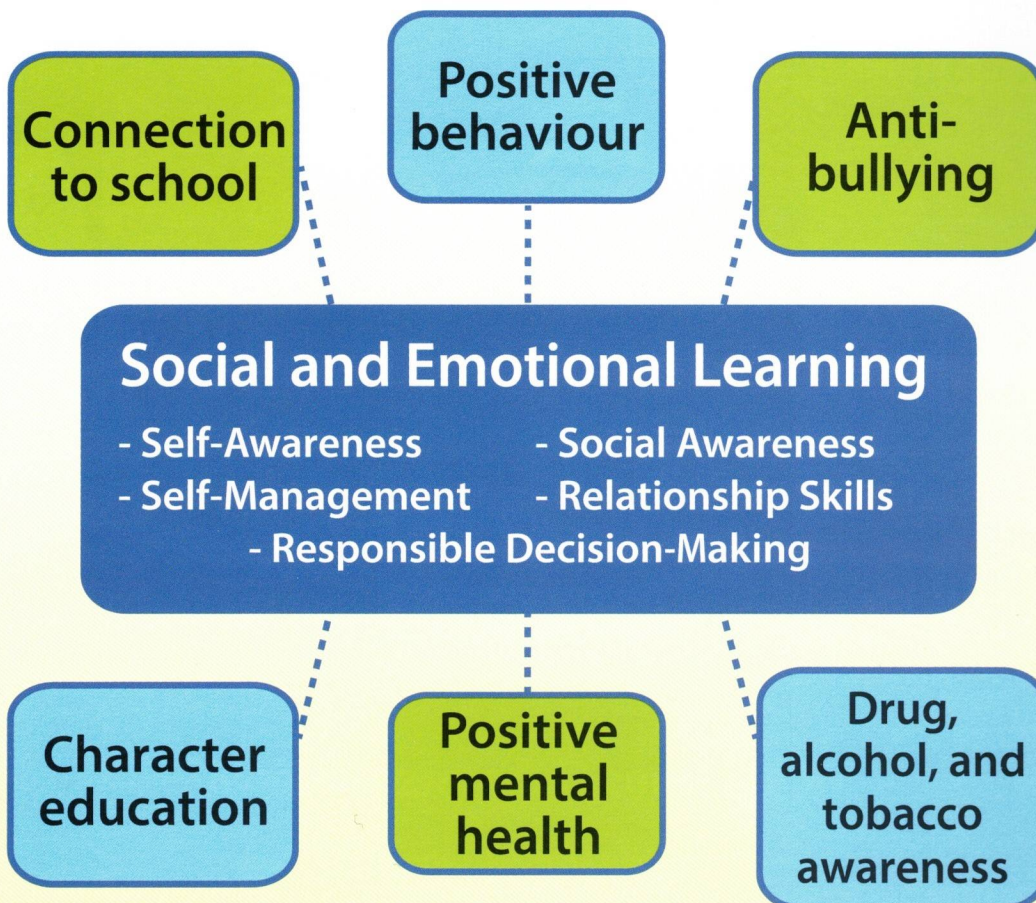 Connection
to school
Positive
behaviour
Anti-
bullying
Social and Emotional Learning
- Self-Awareness
- Social Awareness
- Self-Management
- Relationship Skills
- Responsible Decision-Making
Character
education
Positive
mental
health
Drug,
alcohol, and
tobacco
awareness